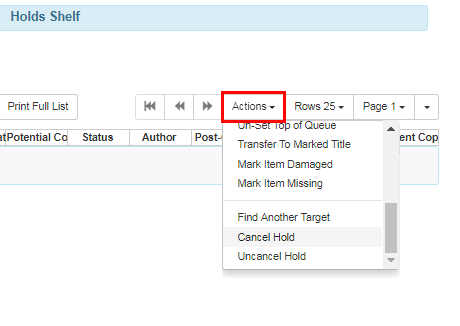 Holds Shelf
Print Full List
Actions
Rows 25
Page 1
Potential Co
Status
Author
Post-
ent Cop
Un-Set Top of Queue
Transfer To Marked Title
Mark Item Damaged
Mark Item Missing
Find Another Target
Cancel Hold
Uncancel Hold